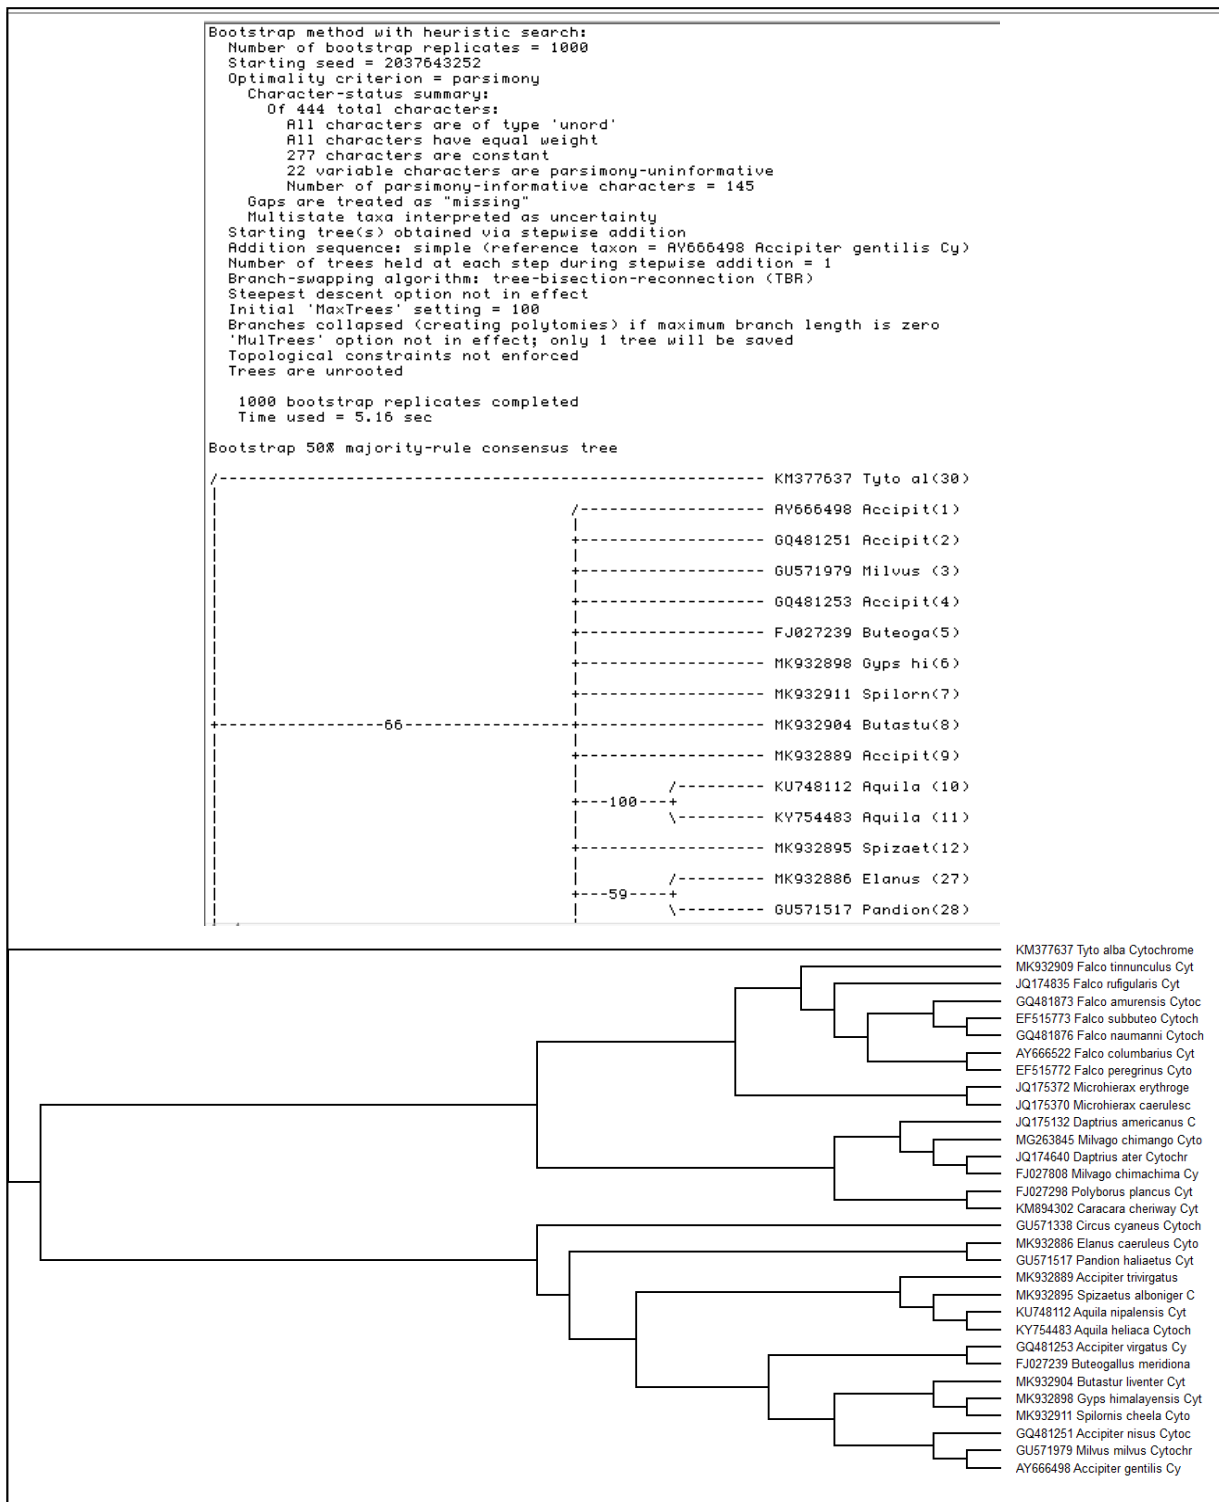 Bootstrap method with heuristic search:
Number of bootstrap replicates = 1000
Starting seed = 2037643252
Optimality criterion = parsimony
Character-status summary:
Of 444 total characters:
All characters are of type 'unord'
All characters have equal weight
277 characters are constant
22 variable characters are parsimony-uninformative
Number of parsimony-informative characters = 145
Gaps are treated as "missing"
Multistate taxa interpreted as uncertainty
Starting tree(s) obtained via stepwise addition
Addition sequence: simple (reference taxon = AY666498 Accipiter gentilis Cy)
Number of trees held at each step during stepwise addition = 1
Branch-swapping algorithm: tree-bisection-reconnection (TBR)
Steepest descent option not in effect
Initial 'MaxTrees' setting = 100
Branches collapsed (creating polytomies) if maximum branch length is zero
'MulTrees' option not in effect; only 1 tree will be saved
Topological constraints not enforced
Trees are unrooted
1000 bootstrap replicates completed
Time used = 5.16 sec
Bootstrap 50% majority-rule consensus tree
KM377637 Tyto al(30)
AY666498 Accipit(1)
GQ481251 Accipit(2)
GU571979 Milvus (3)
GQ481253 Accipit(4)
FJ027239 Buteoga(5)
MK932898 Gyps hi(6)
MK932911 Spilorn(7)
66 MK932904 Butastu(8)
MK932889 Accipit(9)
KU748112 Aquila (10)
100
KY754483 Aquila (11)
MK932895 Spizaet(12)
MK932886 Elanus (27)
59
GU571517 Pandion(28)
KM377637 Tyto alba Cytochrome
MK932909 Falco tinnunculus Cyt
JQ174835 Falco rufigularis Cyt
GQ481873 Falco amurensis Cytoc
EF515773 Falco subbuteo Cytoch
GQ481876 Falco naumanni Cytoch
AY666522 Falco columbarius Cyt
EF515772 Falco peregrinus Cyto
JQ175372 Microhierax erythroge
JQ175370 Microhierax caerulesc
JQ175132 Daptrius americanus C
MG263845 Milvago chimango Cyto
JQ174640 Daptrius ater Cytochr
FJ027808 Milvago chimachima Cy
FJ027298 Polyborus plancus Cyt
KM894302 Caracara cheriway Cyt
GU571338 Circus cyaneus Cytoch
MK932886 Elanus caeruleus Cyto
GU571517 Pandion haliaetus Cyt
MK932889 Accipiter trivirgatus
MK932895 Spizaetus alboniger C
KU748112 Aquila nipalensis Cyt
KY754483 Aquila heliaca Cytoch
GQ481253 Accipiter virgatus Cy
FJ027239 Buteogallus meridiona
MK932904 Butastur liventer Cyt
MK932898 Gyps himalayensis Cyt
MK932911 Spilornis cheela Cyto
GQ481251 Accipiter nisus Cytoc
GU571979 Milvus milvus Cytochr
AY666498 Accipiter gentilis Cy